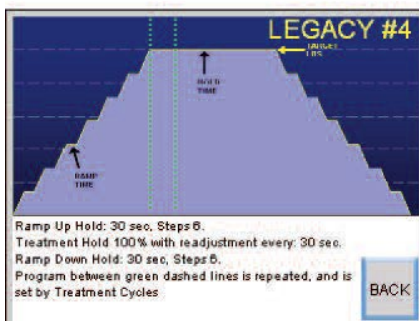 LEGACY #4
TARGET
LBS
HOLD
TIME
RAMP
TIME
Ramp Up Hold: 30 sec, Steps 6.
Treatment Hold 100% with readjustment every: 30 sec.
Ramp Down Hold: 30 sec, Steps 6.
Program between green dashed lines is repeated, and is
set by Treatment Cycles
BACK